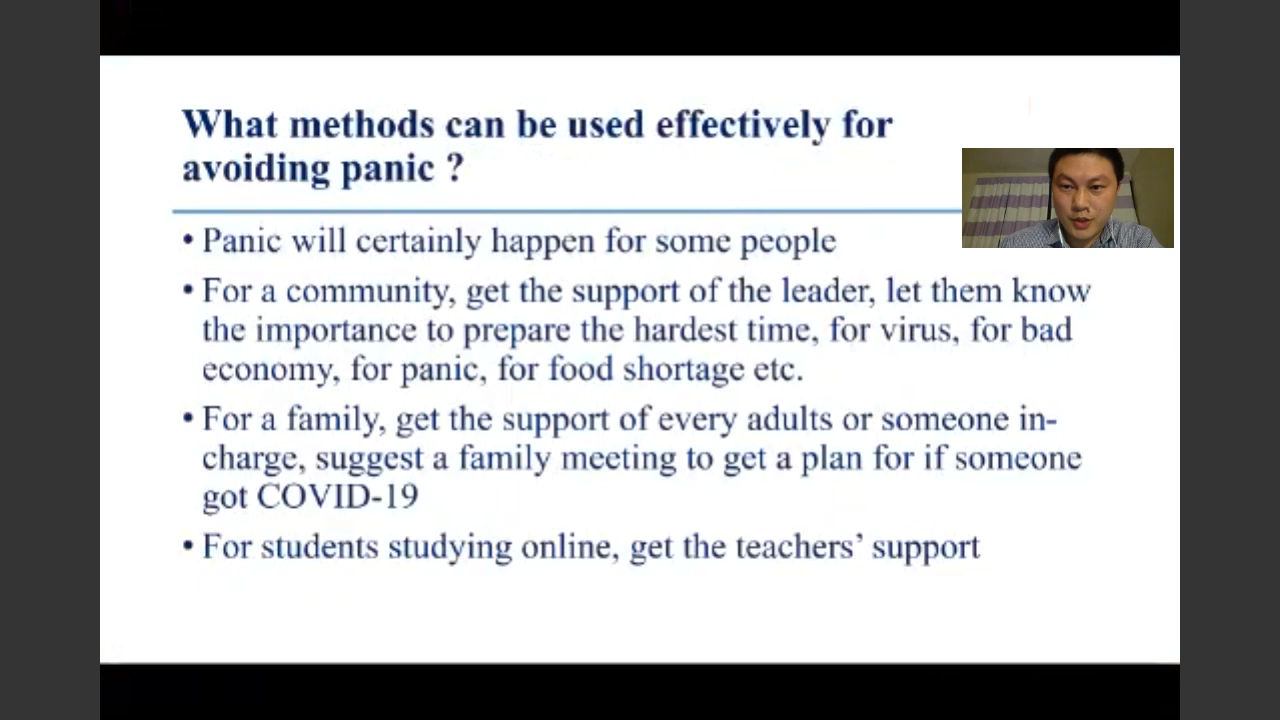 What methods can be used effectively for
avoiding panic ?
• Panic will certainly happen for some people
• For a community, get the support of the leader, let them know
the importance to prepare the hardest time, for virus, for bad
economy, for panic, for food shortage etc.
• For a family, get the support of every adults or someone in-
charge, suggest a family meeting to get a plan for if someone
got COVID-19
• For students studying online, get the teachers’ support